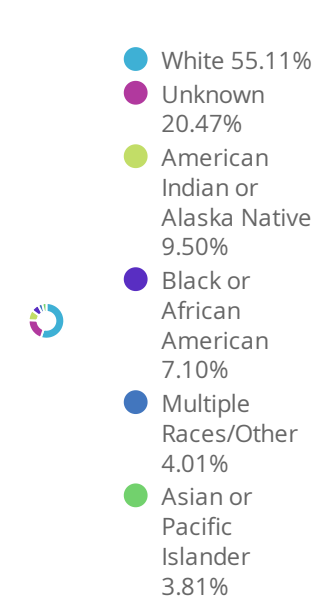 White 55.11%
Unknown
20.47%
American
Indian or
Alaska Native
9.50%
Black or
African
American
7.10%
Multiple
Races/Other
4.01%
Asian or
Pacific
Islander
3.81%